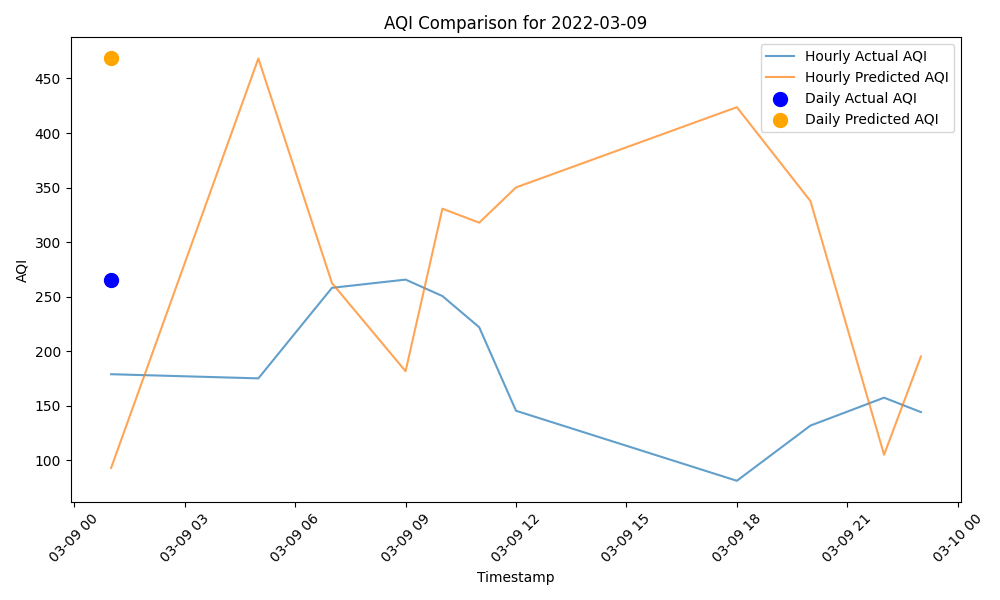 AQI Comparison for 2022-03-09
Hourly Actual AQI
Hourly Predicted AQI
Daily Actual AQI
Daily Predicted AQI
AQI
450
400
350
300
250
200
150
100
03-09 00
03-09 03
03-09 06
03-09 09
03-09 12
03-09 15
03-09 18
03-09 21
03-10 00
Timestamp